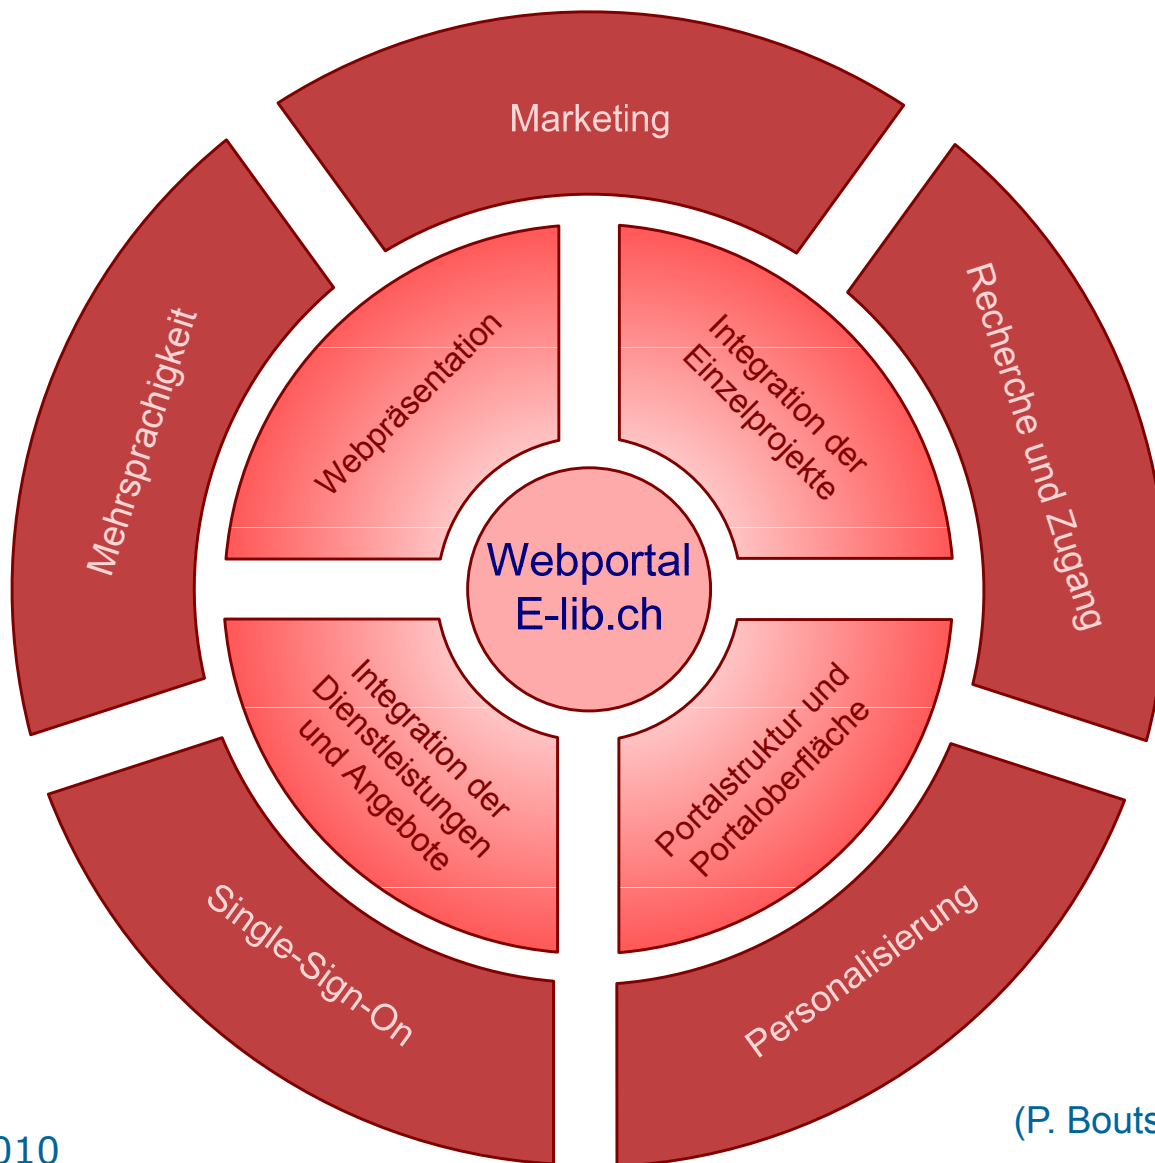 Marketing
Recherche und Zugang
Mehrsprachigkeit
Webpräsentation
Integration der
Einzelprojekte
Webportal
E-lib.ch
Integration der
Dienstleistungen
und Angebote
Portalstruktur und
Portaloberfläche
Single-Sign-On
Personalisierung
(P. Bouts
010